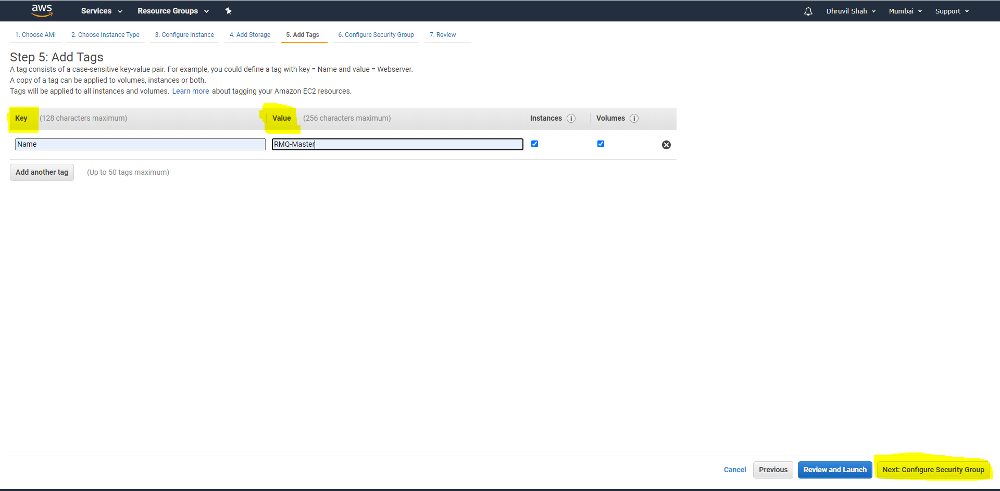 aws Services Resource Groups Dhruvil Shah Mumbai Support
1. Choose AMI 2. Choose Instance Type 3. Configure Instance 4. Add Storage 5. Add Tags 6. Configure Security Group 7. Review
Step 5: Add Tags
A tag consists of a case-sensitive key-value pair. For example, you could define a tag with key = Name and value = Webserver.
A copy of a tag can be applied to volumes, instances or both.
Tags will be applied to all instances and volumes. Learn more about tagging your Amazon EC2 resources.
Key (128 characters maximum) Value (256 characters maximum) Instances i Volumes i
Name RMQ-Master
Add another tag (Up to 50 tags maximum)
Cancel Previous Review and Launch Next: Configure Security Group